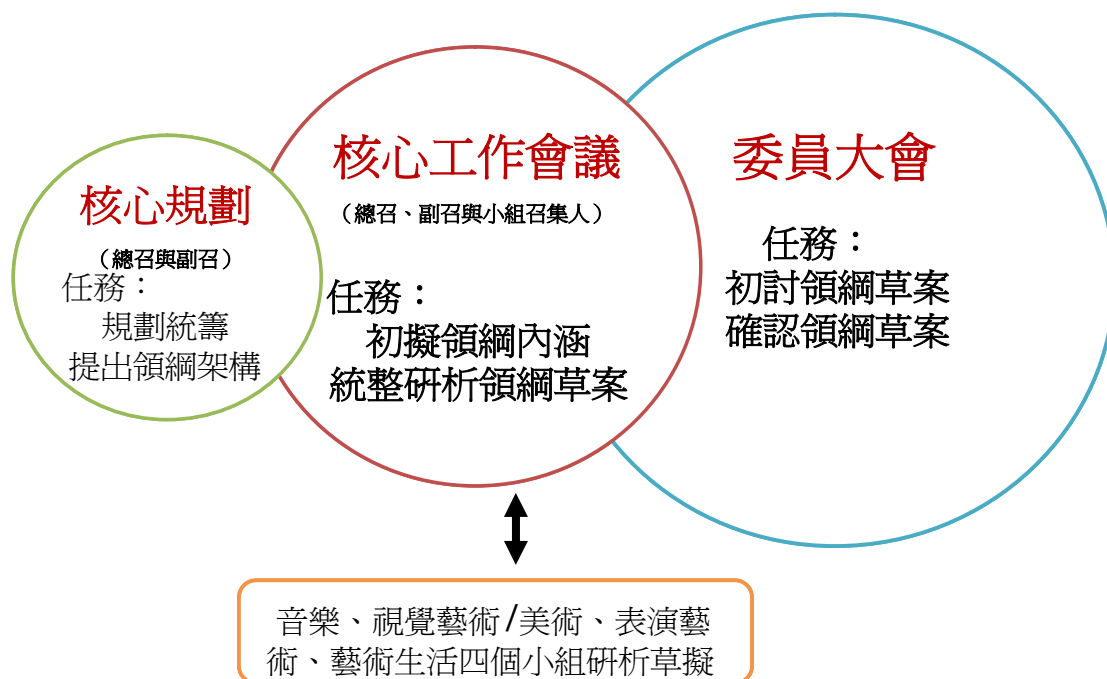 核心規劃
（總召與副召）
任務：
規劃統籌
提出領綱架構
核心工作會議
（總召、副召與小組召集人）
任務：
初擬領綱內涵
統整研析領綱草案
委員大會
任務：
初討領綱草案
確認領綱草案
音樂、視覺藝術/美術、表演藝
術、藝術生活四個小組研析草擬